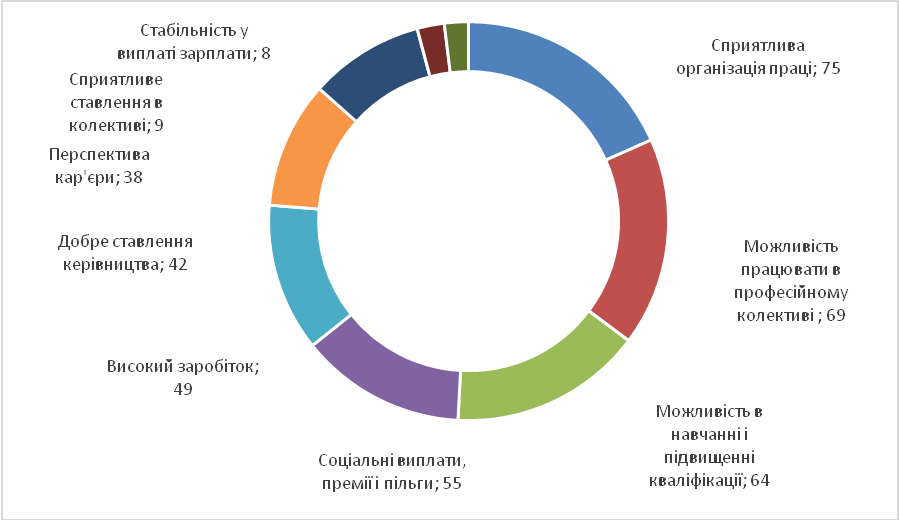 Сприятлива
організація праці; 75
Можливість
працювати в
професійному
колективі ; 69
Можливість в
навчанні і
підвищенні
кваліфікації; 64
Соціальні виплати,
премії і пільги; 55
Високий заробіток;
49
Добре ставлення
керівництва; 42
Перспектива
кар'єри; 38
Сприятливе
ставлення в
колективі; 9
Стабільність у
виплаті зарплати; 8